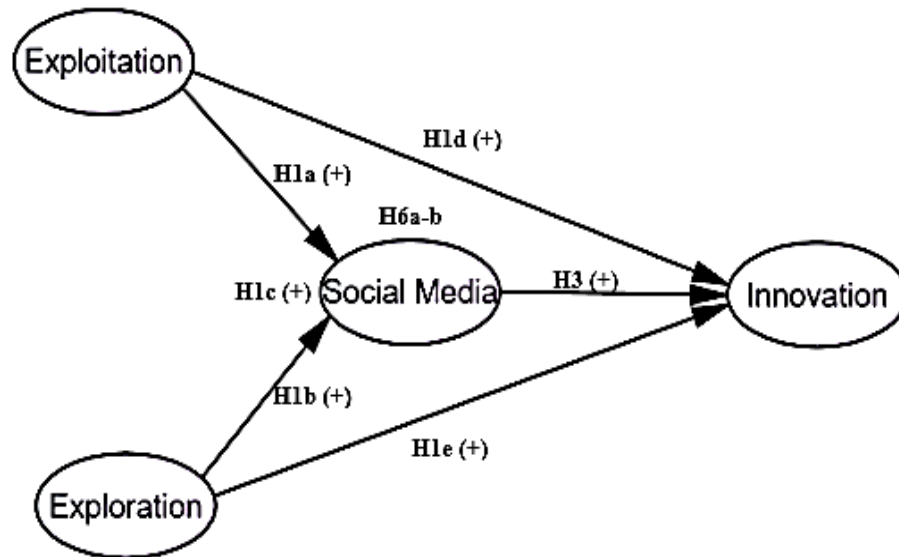 Exploitation
H1d (+)
H1a (+)
H6a-b
H1c (+)
Social Media
H3 (+)
Innovation
H1b (+)
H1e (+)
Exploration